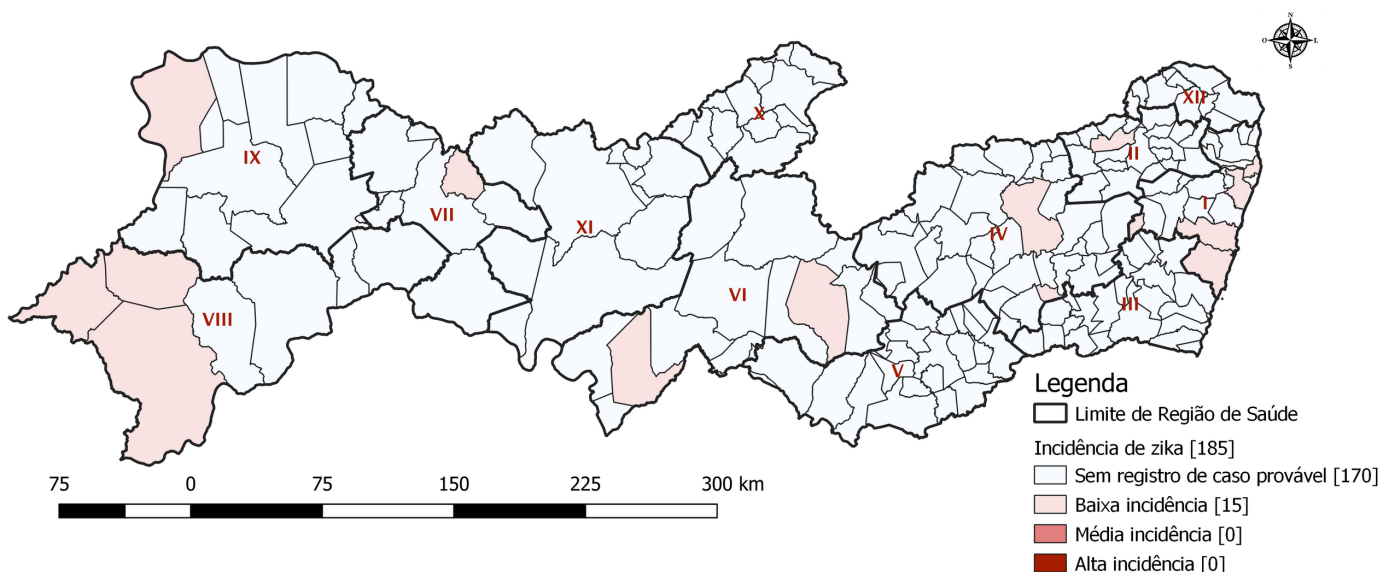 N
O L
S
XII
X
II
IX
I
VII
XI
IV
VI
III
VIII
V
Legenda
Limite de Região de Saúde
Incidência de zika [185]
Sem registro de caso provável [170]
Baixa incidência [15]
Média incidência [0]
Alta incidência [0]
75 0 75 150 225 300 km